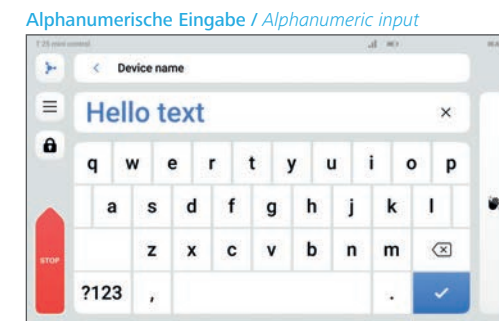 Alphanumerische Eingabe / Alphanumeric input
Device name
Hello text
q w e r t y u i o p
a s d f g h j k l
z x c v b n m
STOP
?123 , .